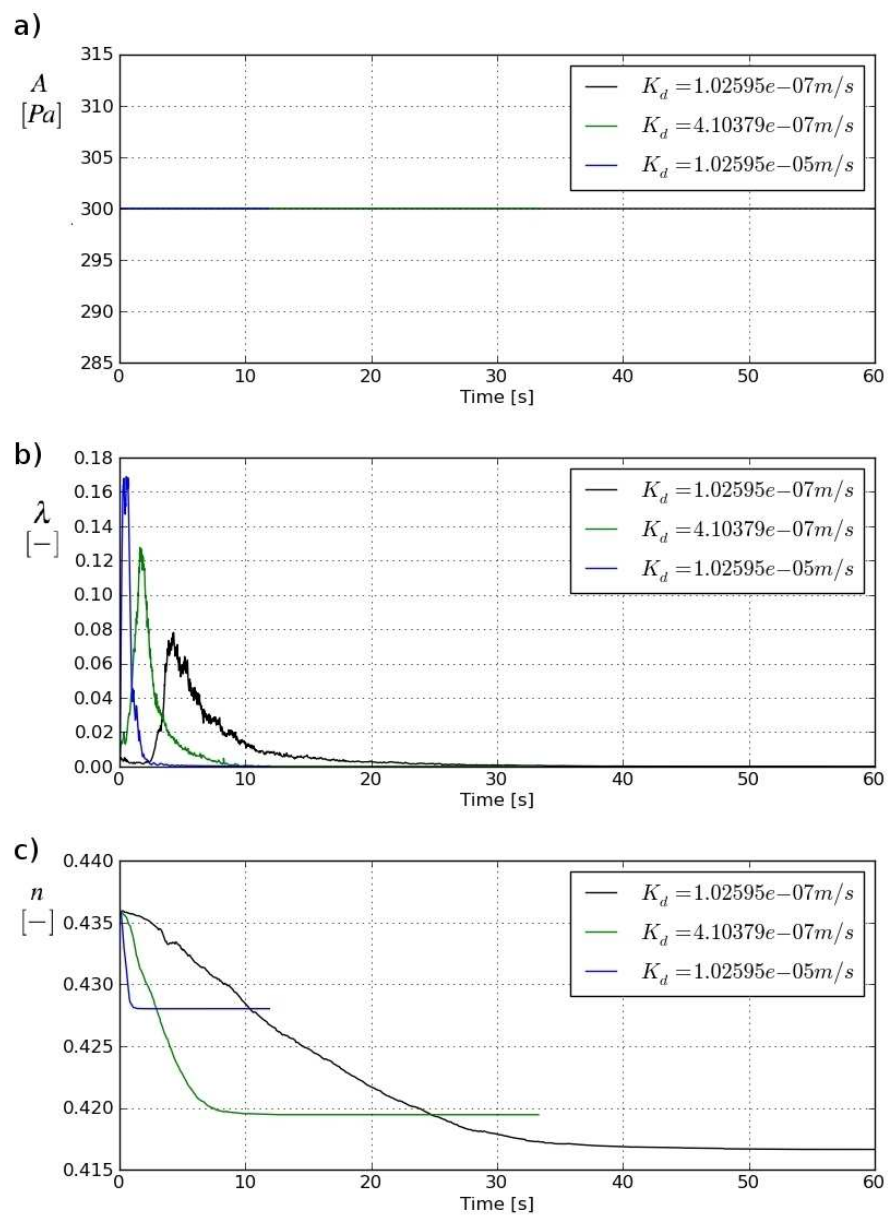 a)
A
[Pa]
315
310
305
300
295
290
285
K_d = 1.02595e−07m/s
K_d = 4.10379e−07m/s
K_d = 1.02595e−05m/s
0 10 20 30 40 50 60
Time [s]
b)
λ
[−]
0.18
0.16
0.14
0.12
0.10
0.08
0.06
0.04
0.02
0.00
K_d = 1.02595e−07m/s
K_d = 4.10379e−07m/s
K_d = 1.02595e−05m/s
0 10 20 30 40 50 60
Time [s]
c)
n
[−]
0.440
0.435
0.430
0.425
0.420
0.415
K_d = 1.02595e−07m/s
K_d = 4.10379e−07m/s
K_d = 1.02595e−05m/s
0 10 20 30 40 50 60
Time [s]